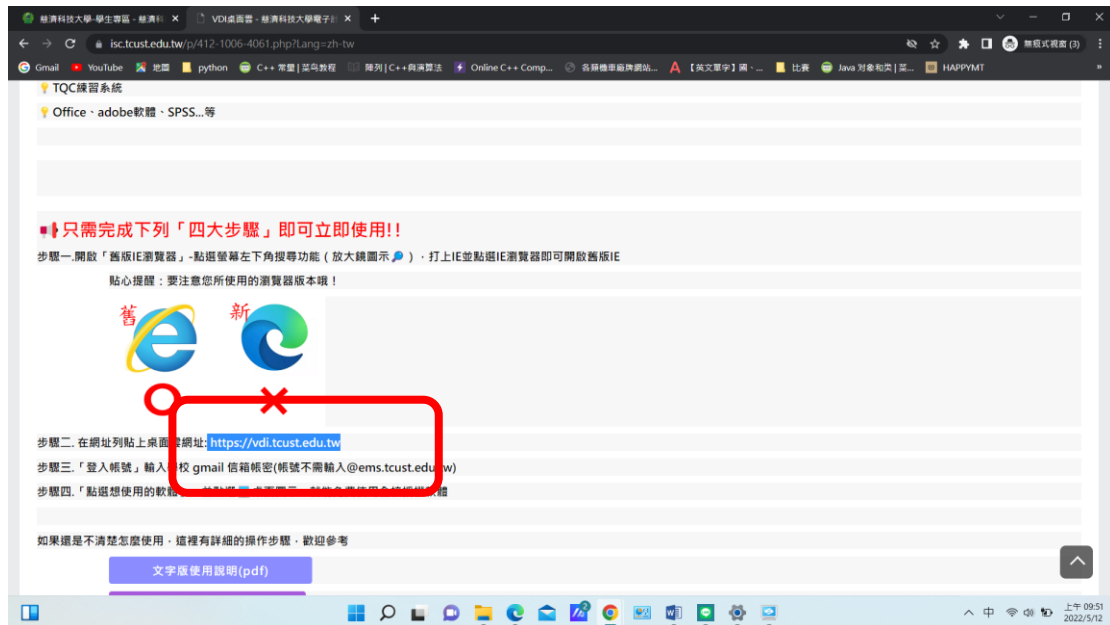 慈濟科技大學-學生專區 - 慈濟科
VDI桌面雲 - 慈濟科技大學電子計
isc.tcust.edu.tw/p/412-1006-4061.php?Lang=zh-tw
無痕式視窗 (3)
Gmail YouTube 地圖 python C++ 常量|菜鸟教程 陣列|C++與演算法 Online C++ Comp... 各類機車廠牌網站... 【英文單字】國、... 比賽 Java 对象和类|菜... HAPPYMT »
TQC練習系統
Office、adobe軟體、SPSS...等
只需完成下列「四大步驟」即可立即使用!!
步驟一.開啟「舊版IE瀏覽器」-點選螢幕左下角搜尋功能 ( 放大鏡圖示 )，打上IE並點選IE瀏覽器即可開啟舊版IE
貼心提醒：要注意您所使用的瀏覽器版本哦！
舊 新
步驟二. 在網址列貼上桌面雲網址: https://vdi.tcust.edu.tw
步驟三.「登入帳號」輸入學校 gmail 信箱帳密(帳號不需輸入@ems.tcust.edu.tw)
步驟四.「點選想使用的軟體
如果還是不清楚怎麼使用，這裡有詳細的操作步驟，歡迎參考
文字版使用說明(pdf)
中
上午 09:51
2022/5/12